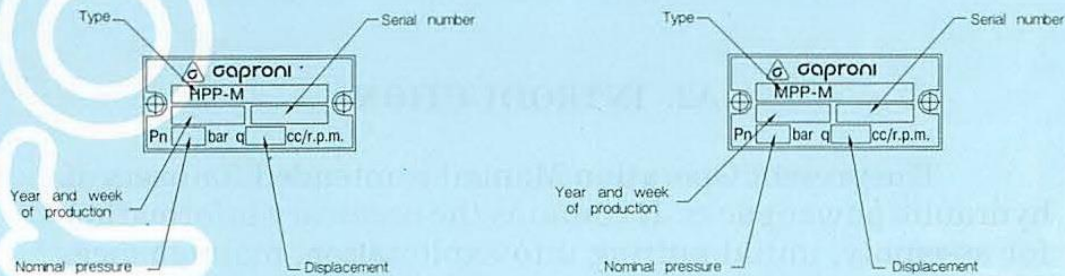 Type
Serial number
caproni
HPP-M
Pn bar q cc/r.p.m.
Year and week
of production
Nominal pressure
Displacement
Type
Serial number
caproni
MPP-M
Pn bar q cc/r.p.m.
Year and week
of production
Nominal pressure
Displacement